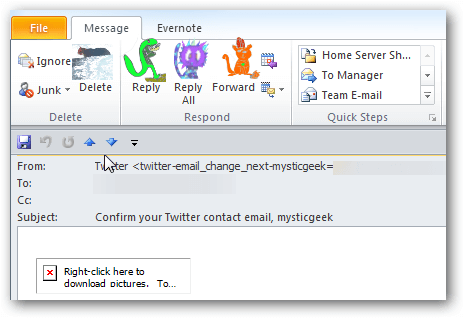 File Message Evernote
Ignore
Junk
Delete
Reply
Reply
All
Forward
Home Server Sh...
To Manager
Team E-mail
Delete Respond Quick Steps
From: Twitter <twitter-email_change_next-mysticgeek=
To:
Cc:
Subject: Confirm your Twitter contact email, mysticgeek
Right-click here to
download pictures. To...